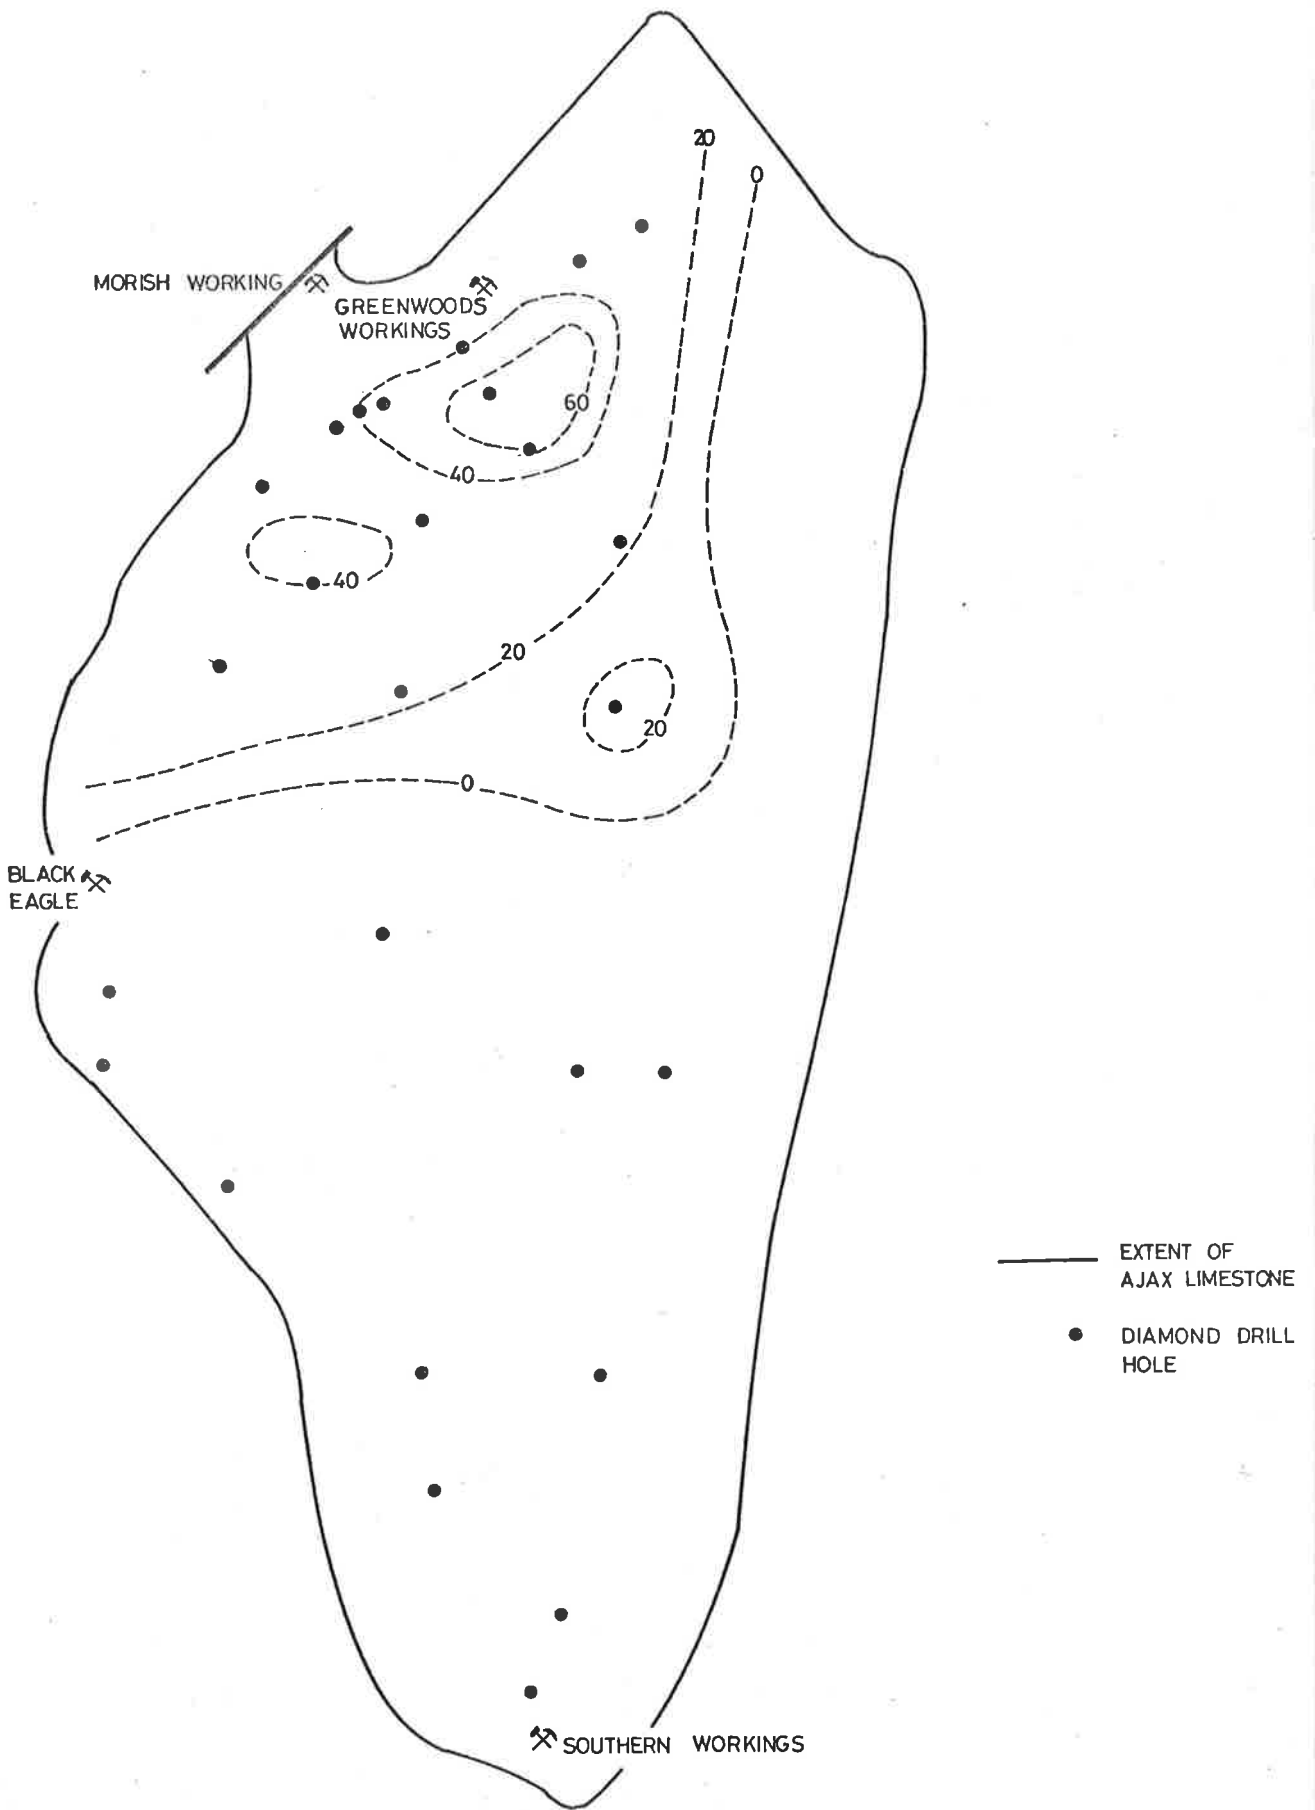 20
0
MORISH WORKING
GREENWOODS
WORKINGS
60
40
40
20
20
0
BLACK
EAGLE
EXTENT OF
AJAX LIMESTONE
DIAMOND DRILL
HOLE
SOUTHERN WORKINGS